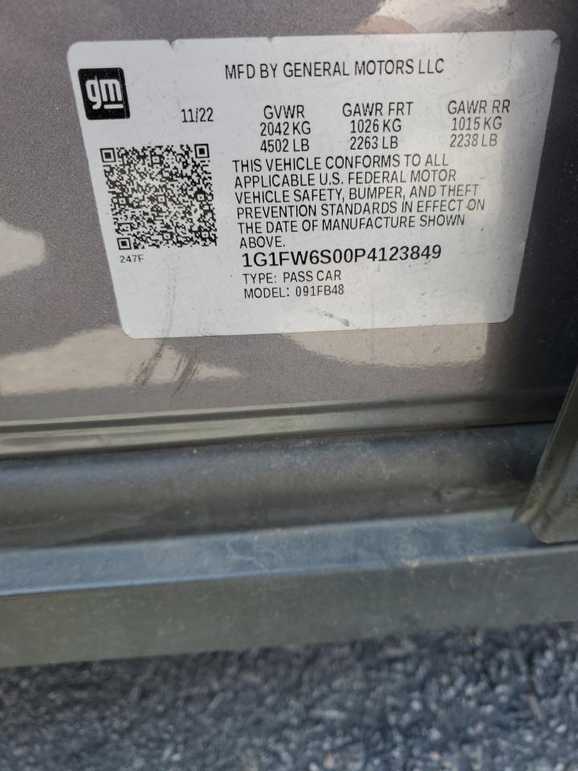 gm
MFD BY GENERAL MOTORS LLC
11/22 GVWR GAWR FRT GAWR RR
2042 KG 1026 KG 1015 KG
4502 LB 2263 LB 2238 LB
THIS VEHICLE CONFORMS TO ALL
APPLICABLE U.S. FEDERAL MOTOR
VEHICLE SAFETY, BUMPER, AND THEFT
PREVENTION STANDARDS IN EFFECT ON
THE DATE OF MANUFACTURE SHOWN
ABOVE.
247F
1G1FW6S00P4123849
TYPE: PASS CAR
MODEL: 091FB48